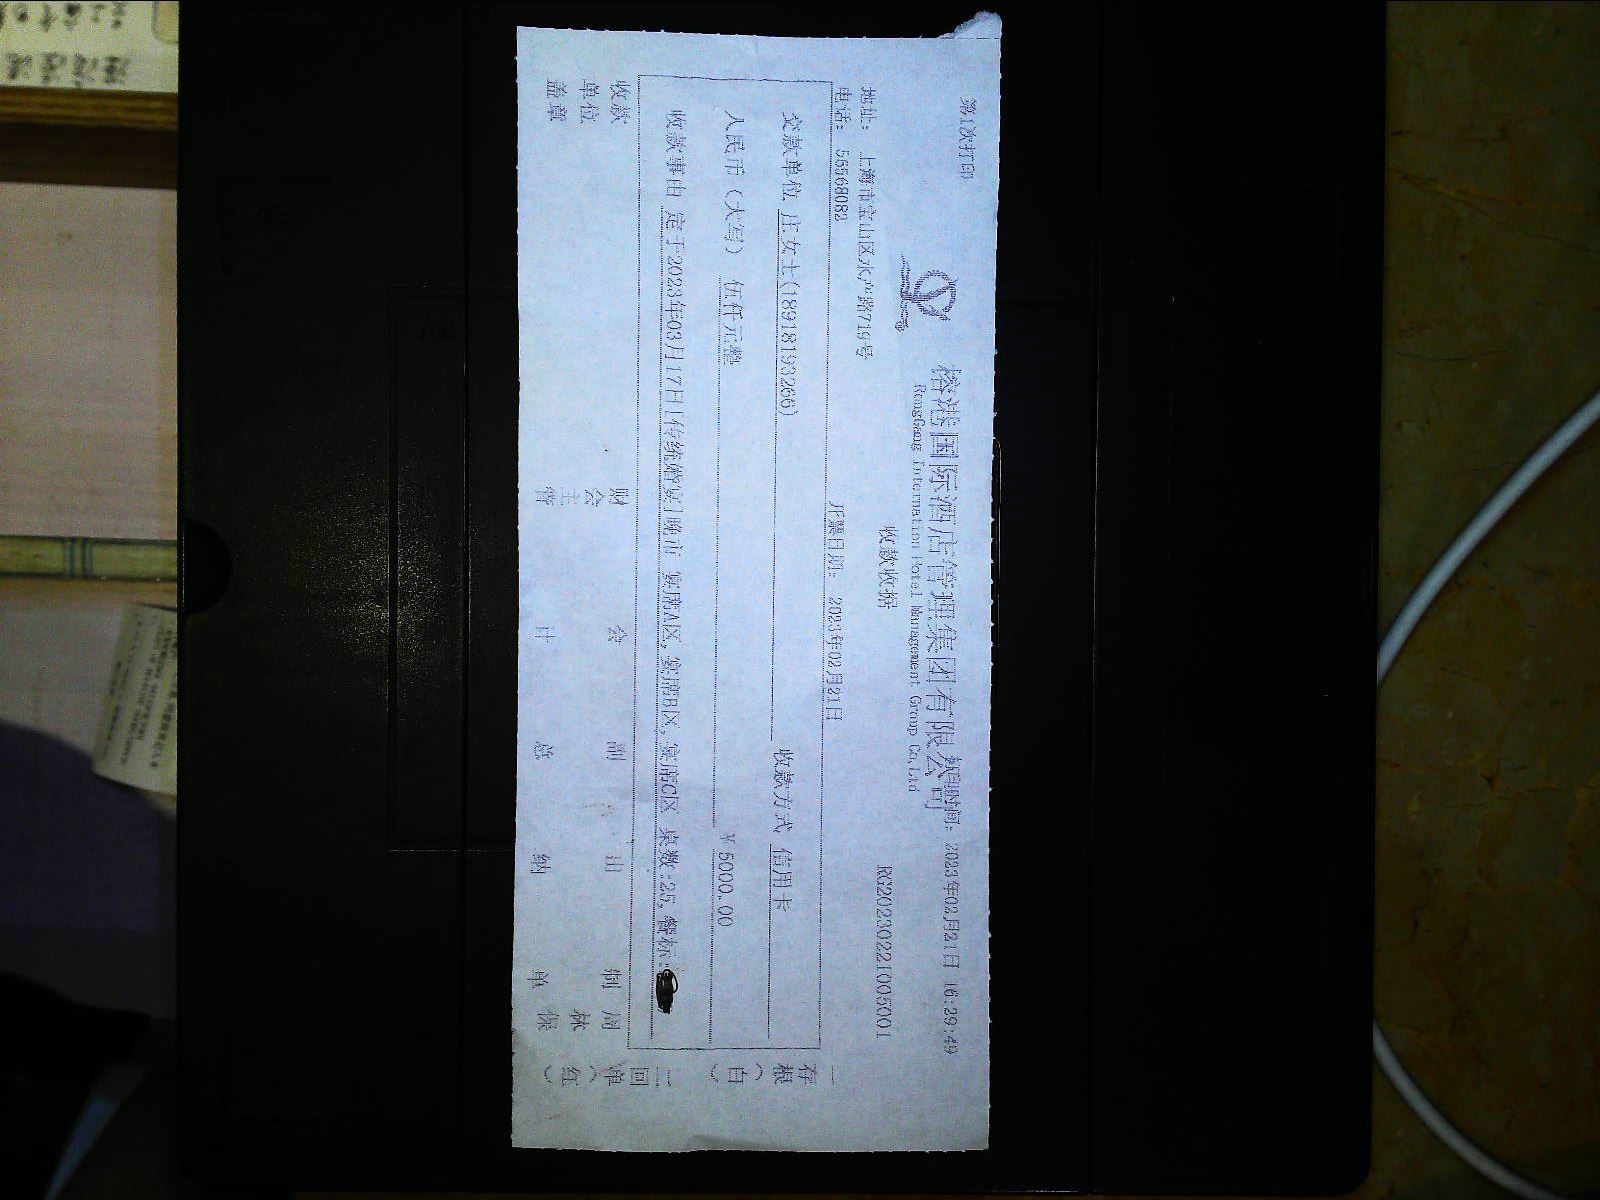 第1次打印
榕港国际酒店管理集团有限公司
打印时间: 2023年02月21日 16:29:49
RongGang Internation Hotel Management Group Co,Ltd
收款收据
RG20230221005001
地址: 上海市宝山区水产路719号
电话: 56568082
开票日期: 2023年02月21日
交款单位 庄女士(18918193266)
收款方式 信用卡
人民币(大写) 伍仟元整
¥5000.00
收款事由 定于2023年03月17日[传统婚宴]晚市 宴席A区,宴席B区,宴席C区 桌数:25,餐标:
收款单位盖章
财会主管
会计
副总
出纳
制单
周林保
一存根(白)
二回单(红)
A6